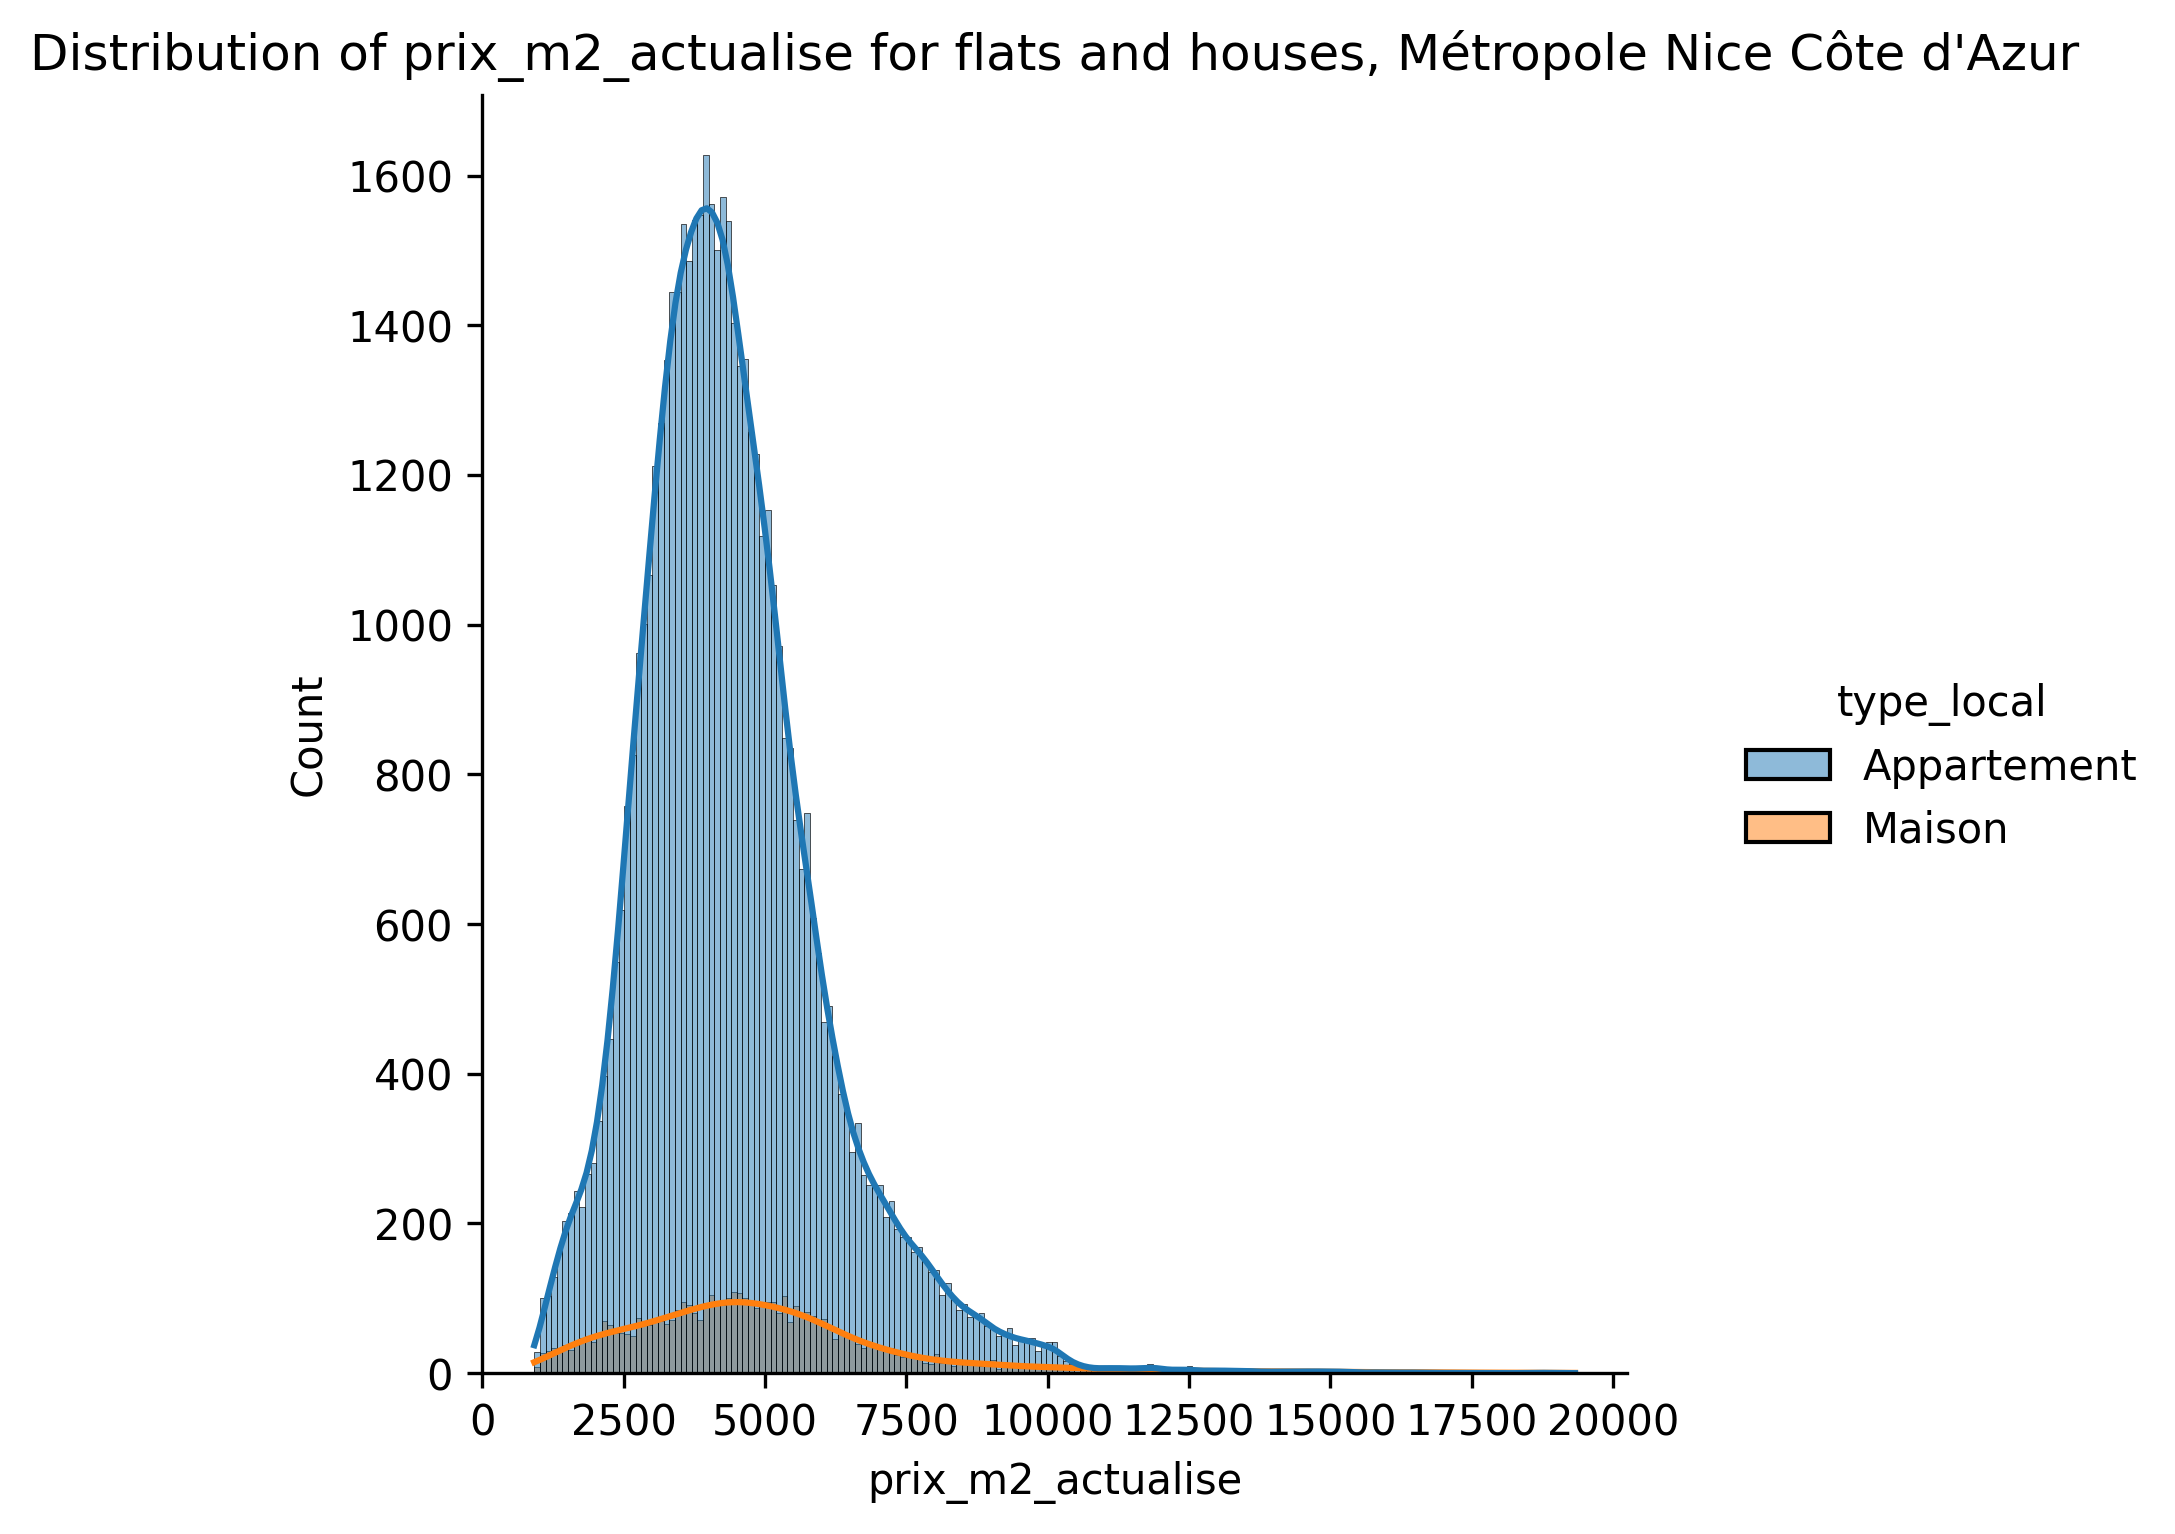 Distribution of prix_m2_actualise for flats and houses, Métropole Nice Côte d'Azur
1600
1400
1200
1000
800
600
400
200
0
Count
0 2500 5000 7500 10000 12500 15000 17500 20000
prix_m2_actualise
type_local
Appartement
Maison